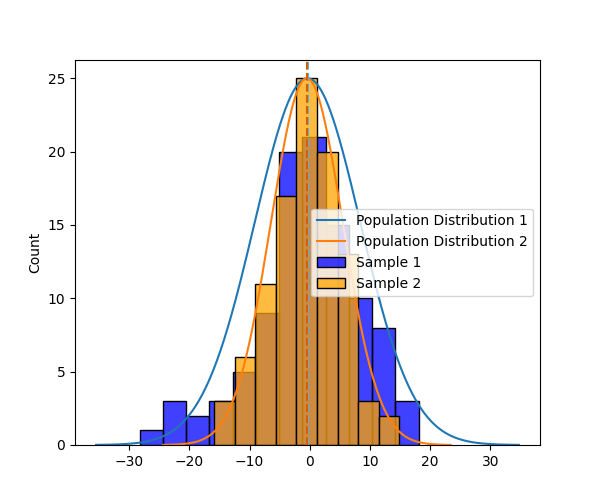 25
20
15
10
5
0
Count
Population Distribution 1
Population Distribution 2
Sample 1
Sample 2
−30 −20 −10 0 10 20 30